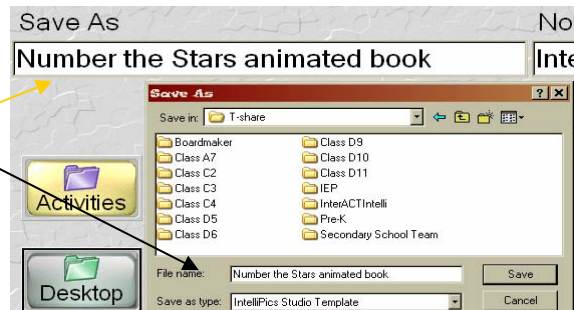 Save As No
Number the Stars animated book Inte
Save As
Save in: T-share
Boardmaker Class D9
Class A7 Class D10
Class C2 Class D11
Class C3 IEP
Class C4 InterACTIntelli
Class D5 Pre-K
Class D6 Secondary School Team
Activities
File name: Number the Stars animated book Save
Desktop
Save as type: IntelliPics Studio Template Cancel